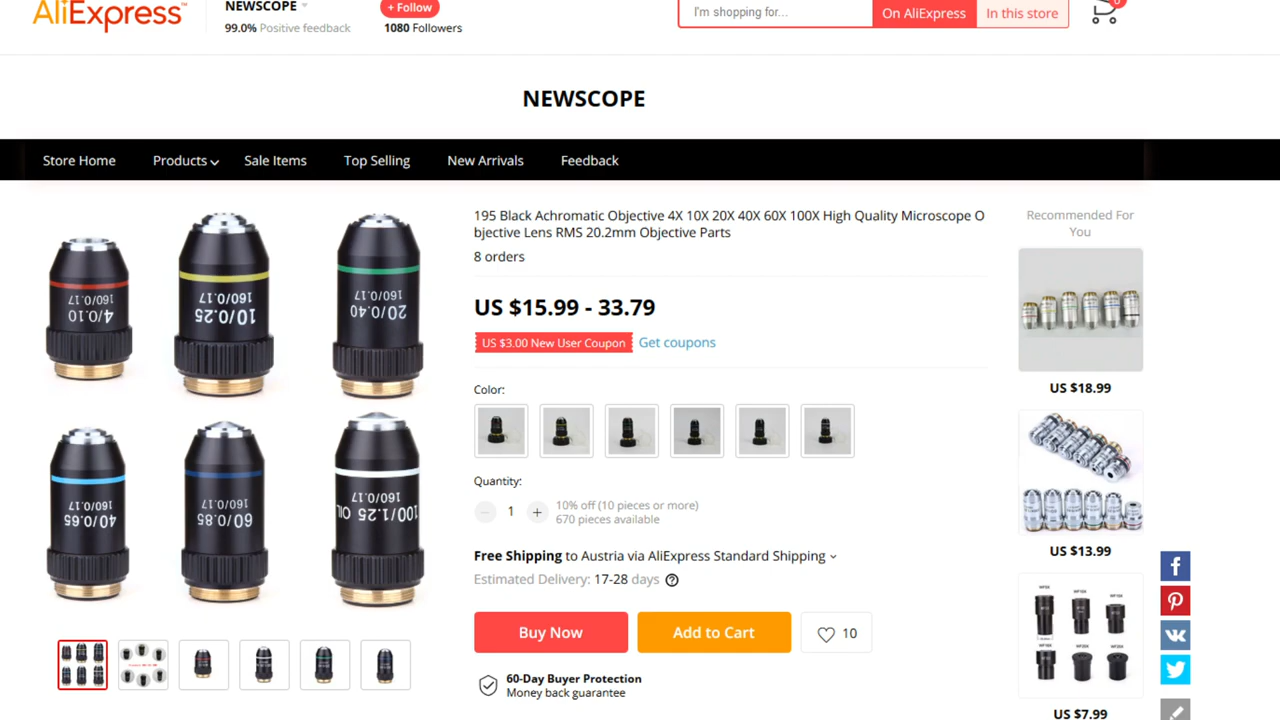 AliExpress™
NEWSCOPE
99.0% Positive feedback
+ Follow
1080 Followers
I'm shopping for...
On AliExpress
In this store
0
NEWSCOPE
Store Home
Products
Sale Items
Top Selling
New Arrivals
Feedback
4/0.10
160/0.17
10/0.25
160/0.17
20/0.40
160/0.17
40/0.65
160/0.17
60/0.85
160/0.17
100/1.25 OIL
160/0.17
195 Black Achromatic Objective 4X 10X 20X 40X 60X 100X High Quality Microscope O
bjective Lens RMS 20.2mm Objective Parts
8 orders
US $15.99 - 33.79
US $3.00 New User Coupon
Get coupons
Color:
Quantity:
1
+
10% off (10 pieces or more)
670 pieces available
Free Shipping to Austria via AliExpress Standard Shipping
Estimated Delivery: 17-28 days ?
Buy Now
Add to Cart
10
60-Day Buyer Protection
Money back guarantee
Recommended For
You
US $18.99
US $13.99
US $7.99